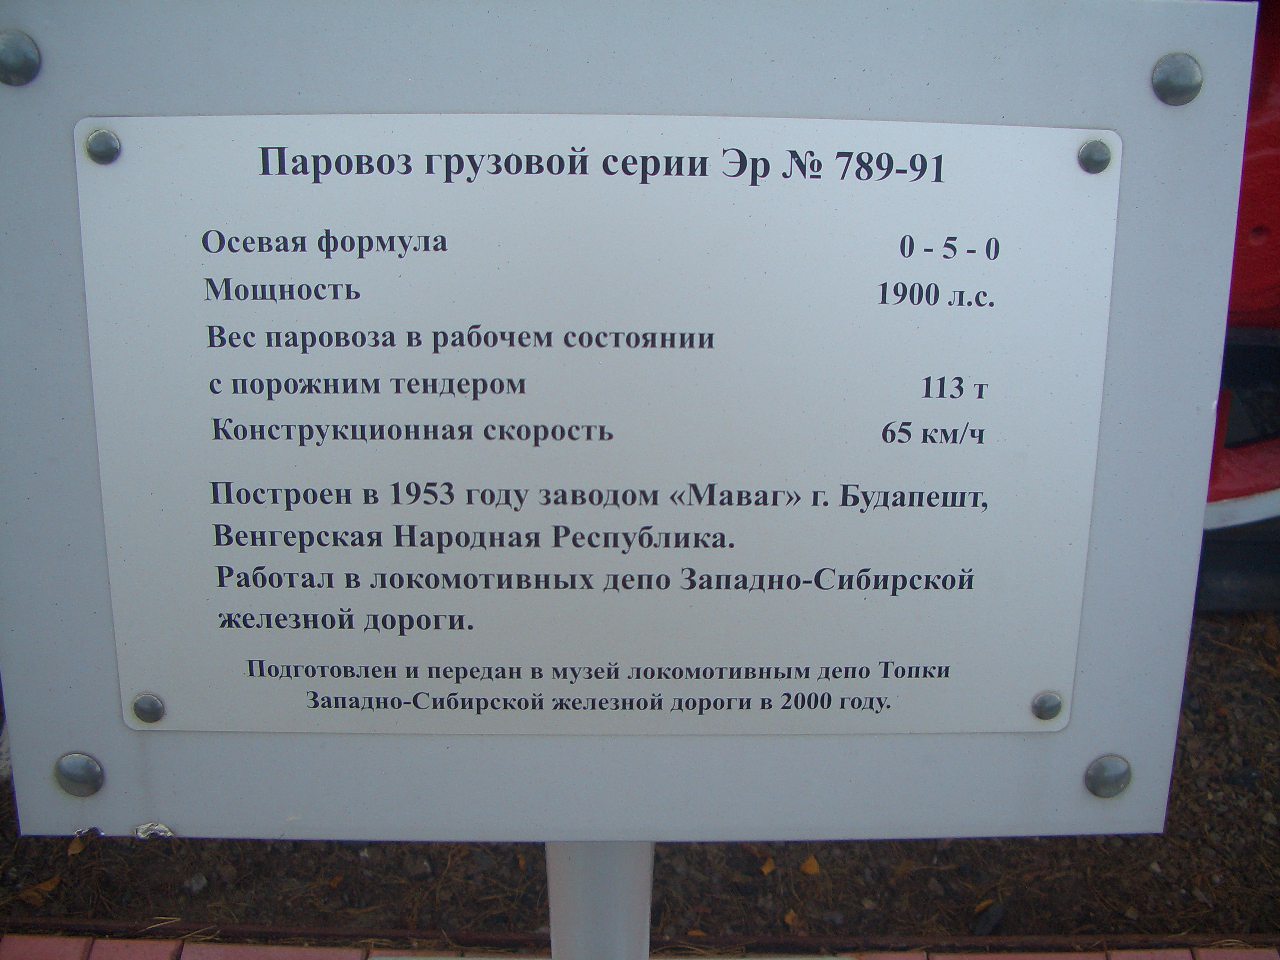 Паровоз грузовой серии Эр № 789-91
Осевая формула 0 - 5 - 0
Мощность 1900 л.с.
Вес паровоза в рабочем состоянии
с порожним тендером 113 т
Конструкционная скорость 65 км/ч
Построен в 1953 году заводом «Маваг» г. Будапешт,
Венгерская Народная Республика.
Работал в локомотивных депо Западно-Сибирской
железной дороги.
Подготовлен и передан в музей локомотивным депо Топки
Западно-Сибирской железной дороги в 2000 году.